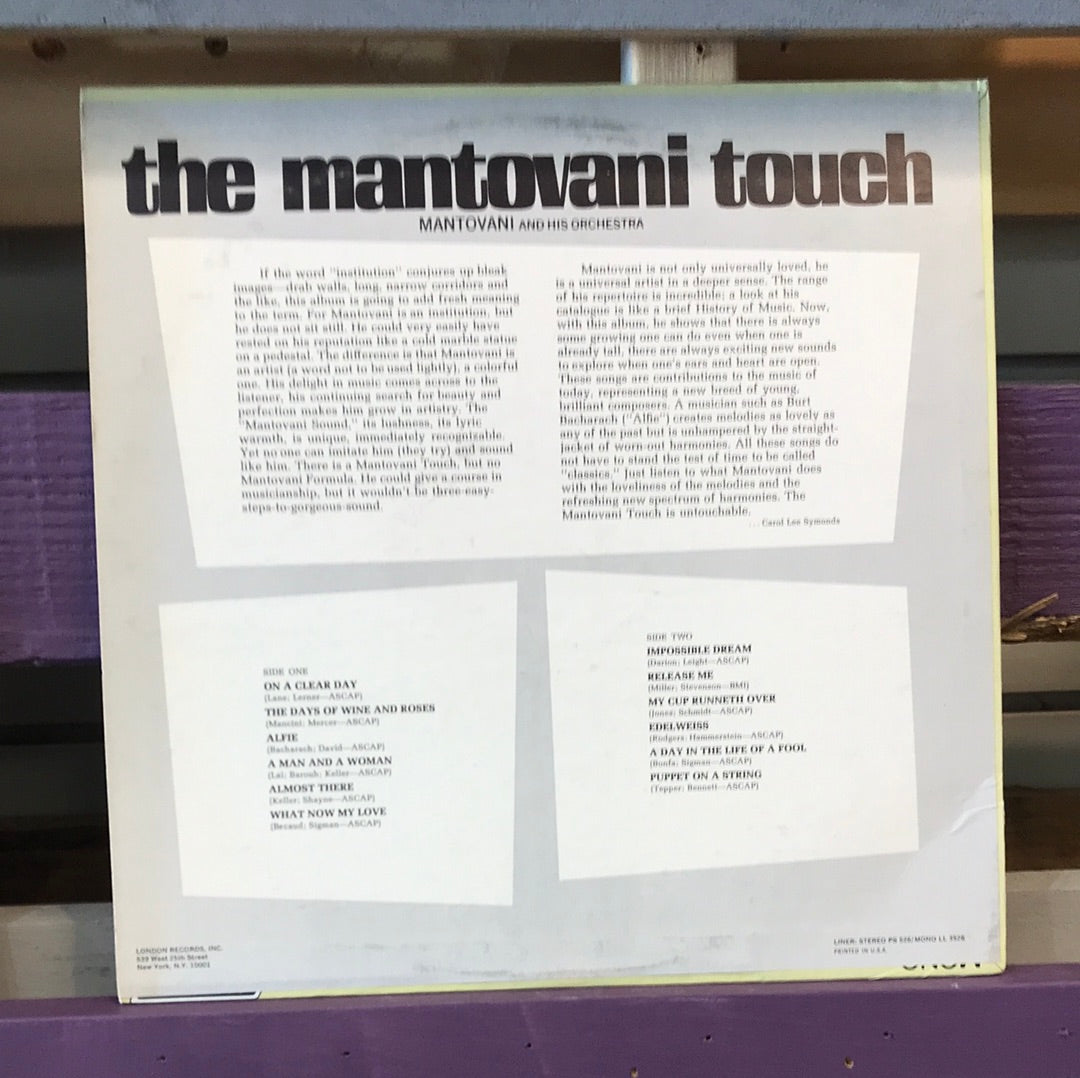 the mantovani touch
MANTOVANI AND HIS ORCHESTRA
If the word "institution" conjures up bleak
images—drab walls, long, narrow corridors and
the like, this album is going to add fresh meaning
to the term. For Mantovani is an institution, but
he does not sit still. He could very easily have
rested on his reputation like a cold marble statue
on a pedestal. The difference is that Mantovani is
an artist (a word not to be used lightly), a colorful
one. His delight in music comes across to the
listener, his continuing search for beauty and
perfection makes him grow in artistry. The
"Mantovani Sound," its lushness, its lyric
warmth, is unique, immediately recognizable.
Yet no one can imitate him (they try) and sound
like him. There is a Mantovani Touch, but no
Mantovani Formula. He could give a course in
musicianship, but it wouldn't be three-easy-
steps-to-gorgeous-sound.
Mantovani is not only universally loved, he
is a universal artist in a deeper sense. The range
of his repertoire is incredible; a look at his
catalogue is like a brief History of Music. Now,
with this album, he shows that there is always
some growing one can do even when one is
already tall, there are always exciting new sounds
to explore when one's ears and heart are open.
These songs are contributions to the music of
today, representing a new breed of young,
brilliant composers. A musician such as Burt
Bacharach ("Alfie") creates melodies as lovely as
any of the past but is unhampered by the straight-
jacket of worn-out harmonies. All these songs do
not have to stand the test of time to be called
"classics." Just listen to what Mantovani does
with the loveliness of the melodies and the
refreshing new spectrum of harmonies. The
Mantovani Touch is untouchable.
...Carol Lee Symonds
SIDE ONE
ON A CLEAR DAY
(Lane; Lerner—ASCAP)
THE DAYS OF WINE AND ROSES
(Mancini; Mercer—ASCAP)
ALFIE
(Bacharach; David—ASCAP)
A MAN AND A WOMAN
(Lai; Barouh; Keller—ASCAP)
ALMOST THERE
(Keller; Shayne—ASCAP)
WHAT NOW MY LOVE
(Becaud; Sigman—ASCAP)
SIDE TWO
IMPOSSIBLE DREAM
(Darion; Leigh—ASCAP)
RELEASE ME
(Miller; Stevenson—BMI)
MY CUP RUNNETH OVER
(Jones; Schmidt—ASCAP)
EDELWEISS
(Rodgers; Hammerstein—ASCAP)
A DAY IN THE LIFE OF A FOOL
(Bonfa; Sigman—ASCAP)
PUPPET ON A STRING
(Tepper; Bennett—ASCAP)
LONDON RECORDS, INC.
539 West 25th Street
New York, N.Y. 10001
LINER: STEREO PS 526/MONO LL 3526
PRINTED IN U.S.A.